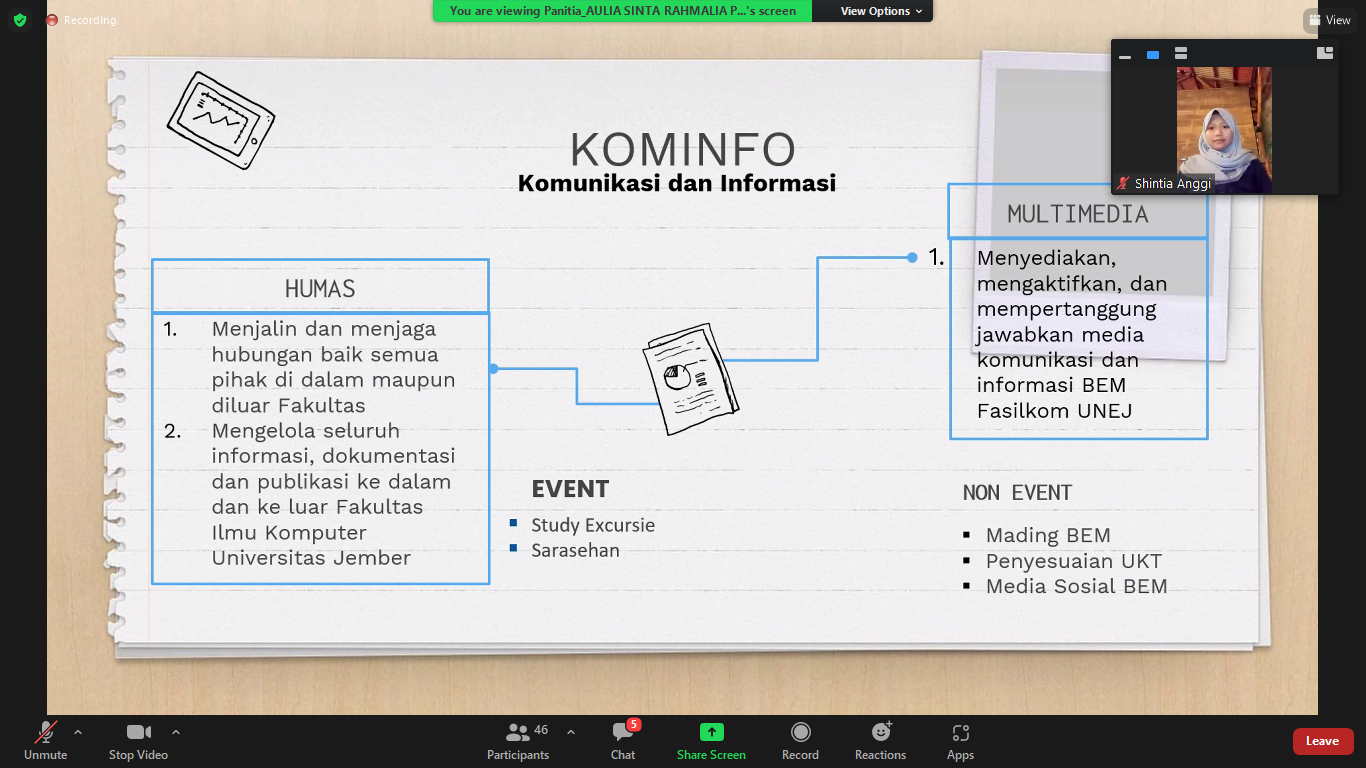 Recording
You are viewing Panitia_AULIA SINTA RAHMALIA P...'s screen
View Options
View
Shintia Anggi
KOMINFO
Komunikasi dan Informasi
HUMAS
1. Menjalin dan menjaga
hubungan baik semua
pihak di dalam maupun
diluar Fakultas
2. Mengelola seluruh
informasi, dokumentasi
dan publikasi ke dalam
dan ke luar Fakultas
Ilmu Komputer
Universitas Jember
MULTIMEDIA
1. Menyediakan,
mengaktifkan, dan
mempertanggung
jawabkan media
komunikasi dan
informasi BEM
Fasilkom UNEJ
EVENT
Study Excursie
Sarasehan
NON EVENT
Mading BEM
Penyesuaian UKT
Media Sosial BEM
Unmute
Stop Video
46
Participants
5
Chat
Share Screen
Record
Reactions
Apps
Leave